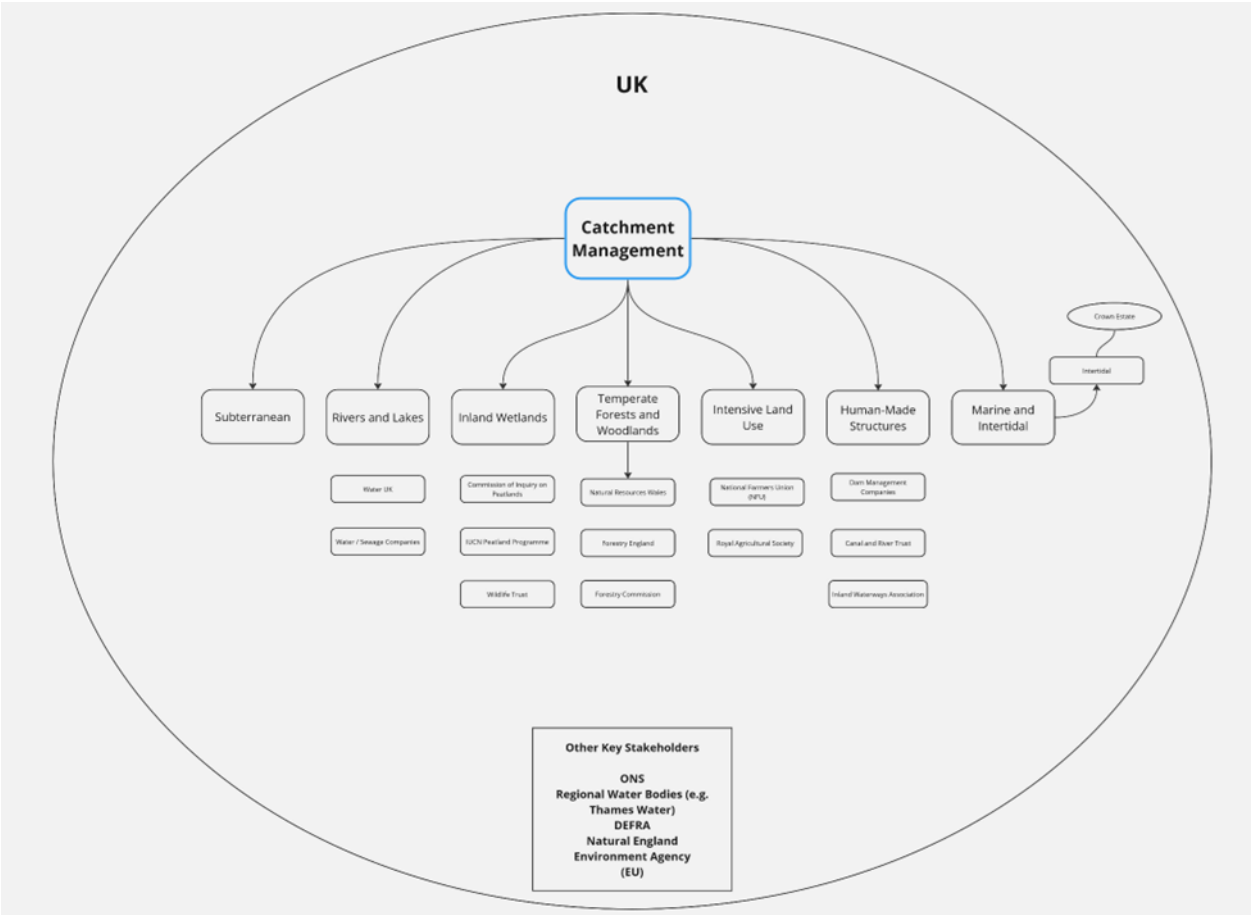 UK
Catchment
Management
Crown Estate
Intertidal
Subterranean
Rivers and Lakes
Inland Wetlands
Temperate
Forests and
Woodlands
Intensive Land
Use
Human-Made
Structures
Marine and
Intertidal
Water UK
Commission of Inquiry on
Peatlands
Natural Resources Wales
National Farmers Union
(NFU)
Dam Management
Companies
Water / Sewage Companies
IUCN Peatland Programme
Forestry England
Royal Agricultural Society
Canal and River Trust
Wildlife Trust
Forestry Commission
Inland Waterways Association
Other Key Stakeholders
ONS
Regional Water Bodies (e.g.
Thames Water)
DEFRA
Natural England
Environment Agency
(EU)